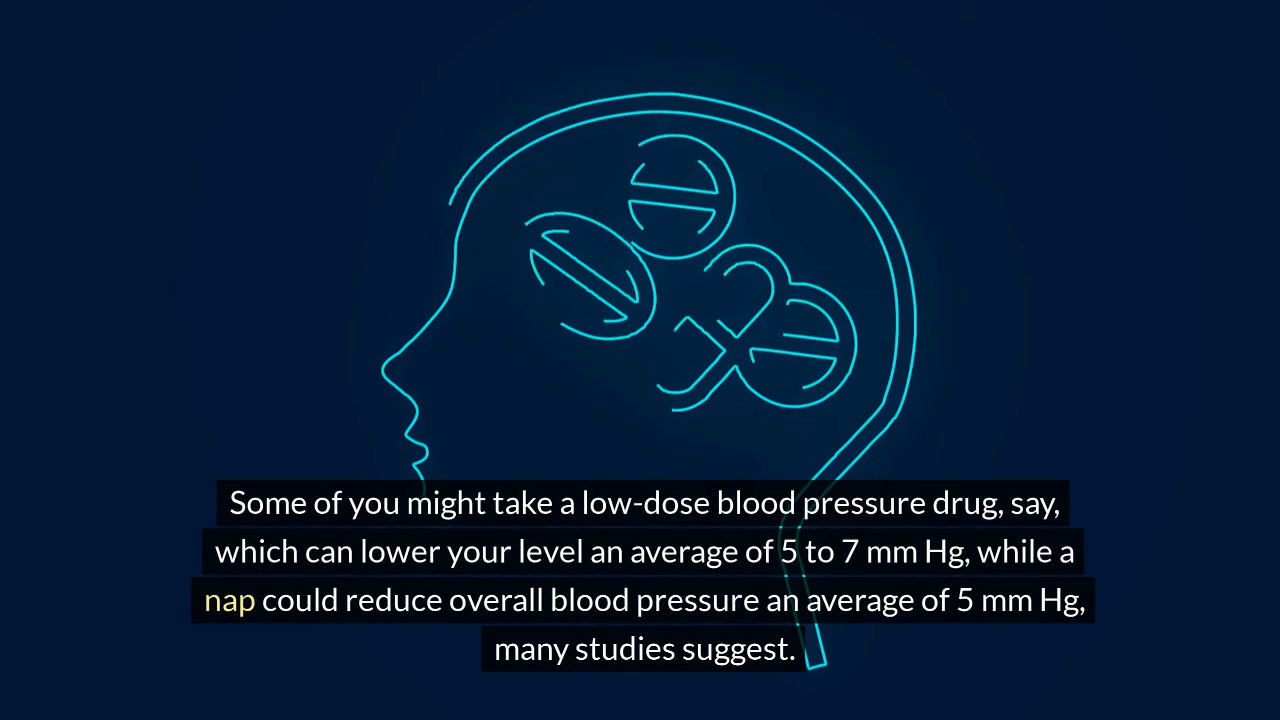 Some of you might take a low-dose blood pressure drug, say,
which can lower your level an average of 5 to 7 mm Hg, while a
nap could reduce overall blood pressure an average of 5 mm Hg,
many studies suggest.